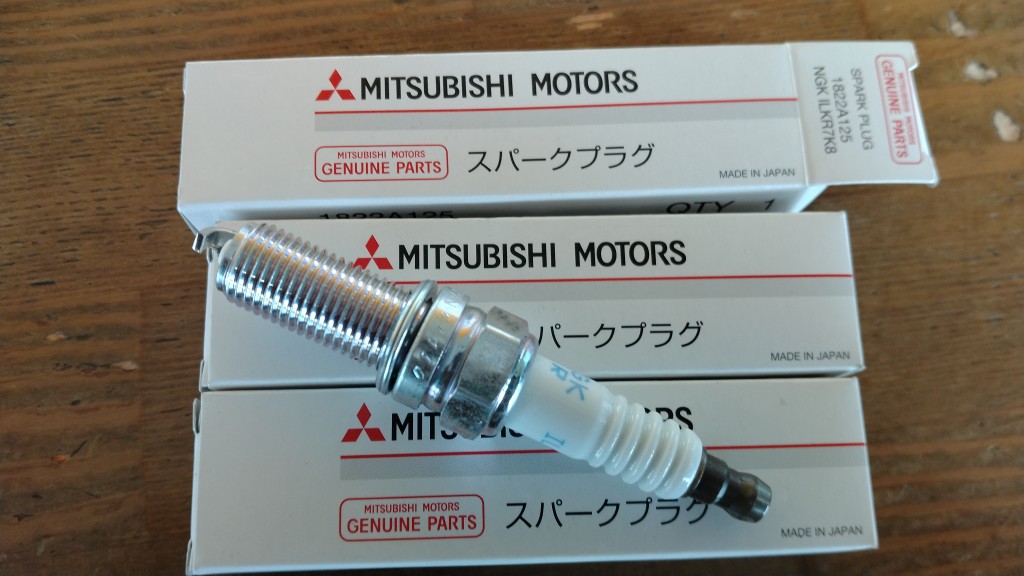 MITSUBISHI MOTORS
MITSUBISHI MOTORS
GENUINE PARTS
スパークプラグ
MADE IN JAPAN
1822A125
QTY 1
MITSUBISHI MOTORS
GENUINE PARTS
SPARK PLUG
1822A125
NGK ILKR7K8
MITSUBISHI MOTORS
パークプラグ
MADE IN JAPAN
MITS
MITSUBISHI MOTORS
GENUINE PARTS
スパークプラグ
MADE IN JAPAN